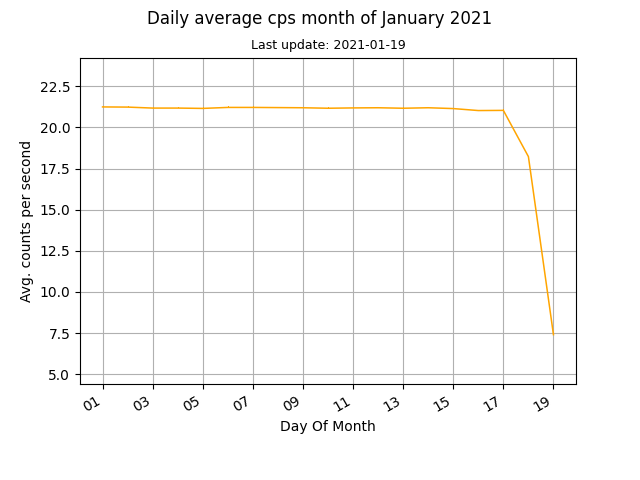 Daily average cps month of January 2021
Last update: 2021-01-19
Avg. counts per second
22.5
20.0
17.5
15.0
12.5
10.0
7.5
5.0
01 03 05 07 09 11 13 15 17 19
Day Of Month